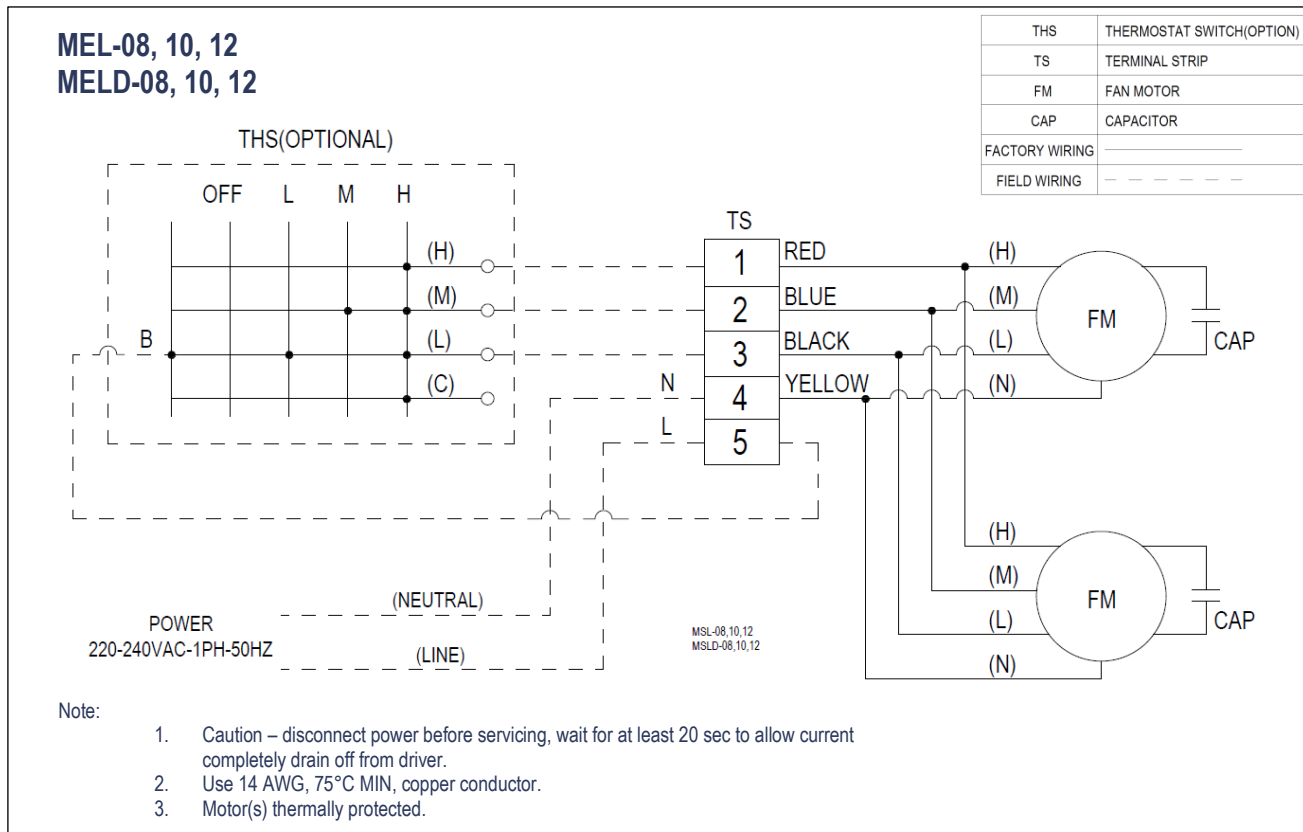 MEL-08, 10, 12
MELD-08, 10, 12
THS THERMOSTAT SWITCH(OPTION)
TS TERMINAL STRIP
FM FAN MOTOR
CAP CAPACITOR
FACTORY WIRING
FIELD WIRING
THS(OPTIONAL)
OFF L M H
(H)
(M)
B (L)
(C)
TS
1 RED (H)
2 BLUE (M)
3 BLACK (L)
N 4 YELLOW (N)
L 5
FM CAP
(H)
(M)
(L)
(N)
FM CAP
(NEUTRAL)
POWER
220-240VAC-1PH-50HZ
(LINE)
MSL-08,10,12
MSLD-08,10,12
Note:
1. Caution – disconnect power before servicing, wait for at least 20 sec to allow current
completely drain off from driver.
2. Use 14 AWG, 75°C MIN, copper conductor.
3. Motor(s) thermally protected.